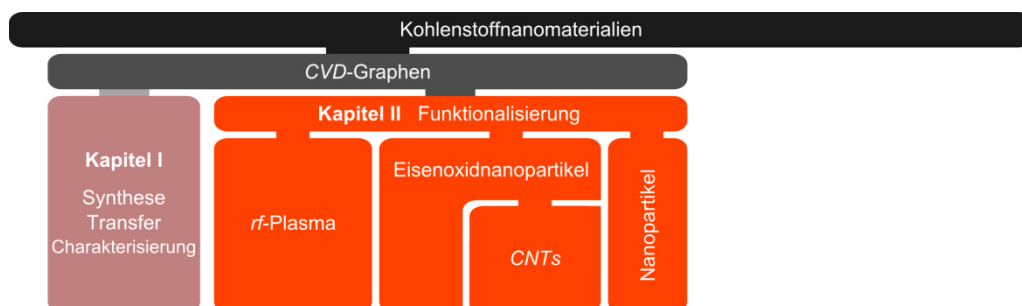 Kohlenstoffnanomaterialien
CVD-Graphen
Kapitel I
Synthese
Transfer
Charakterisierung
Kapitel II Funktionalisierung
rf-Plasma
Eisenoxidnanopartikel
CNTs
Nanopartikel